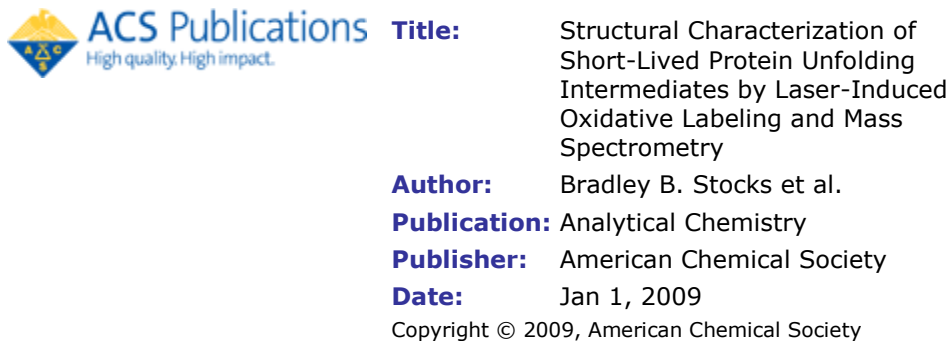 ACS Publications
High quality. High impact.
A C S
Title: Structural Characterization of
Short-Lived Protein Unfolding
Intermediates by Laser-Induced
Oxidative Labeling and Mass
Spectrometry
Author: Bradley B. Stocks et al.
Publication: Analytical Chemistry
Publisher: American Chemical Society
Date: Jan 1, 2009
Copyright © 2009, American Chemical Society